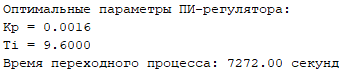 Оптимальные параметры ПИ-регулятора:
Kp = 0.0016
Ti = 9.6000
Время переходного процесса: 7272.00 секунд